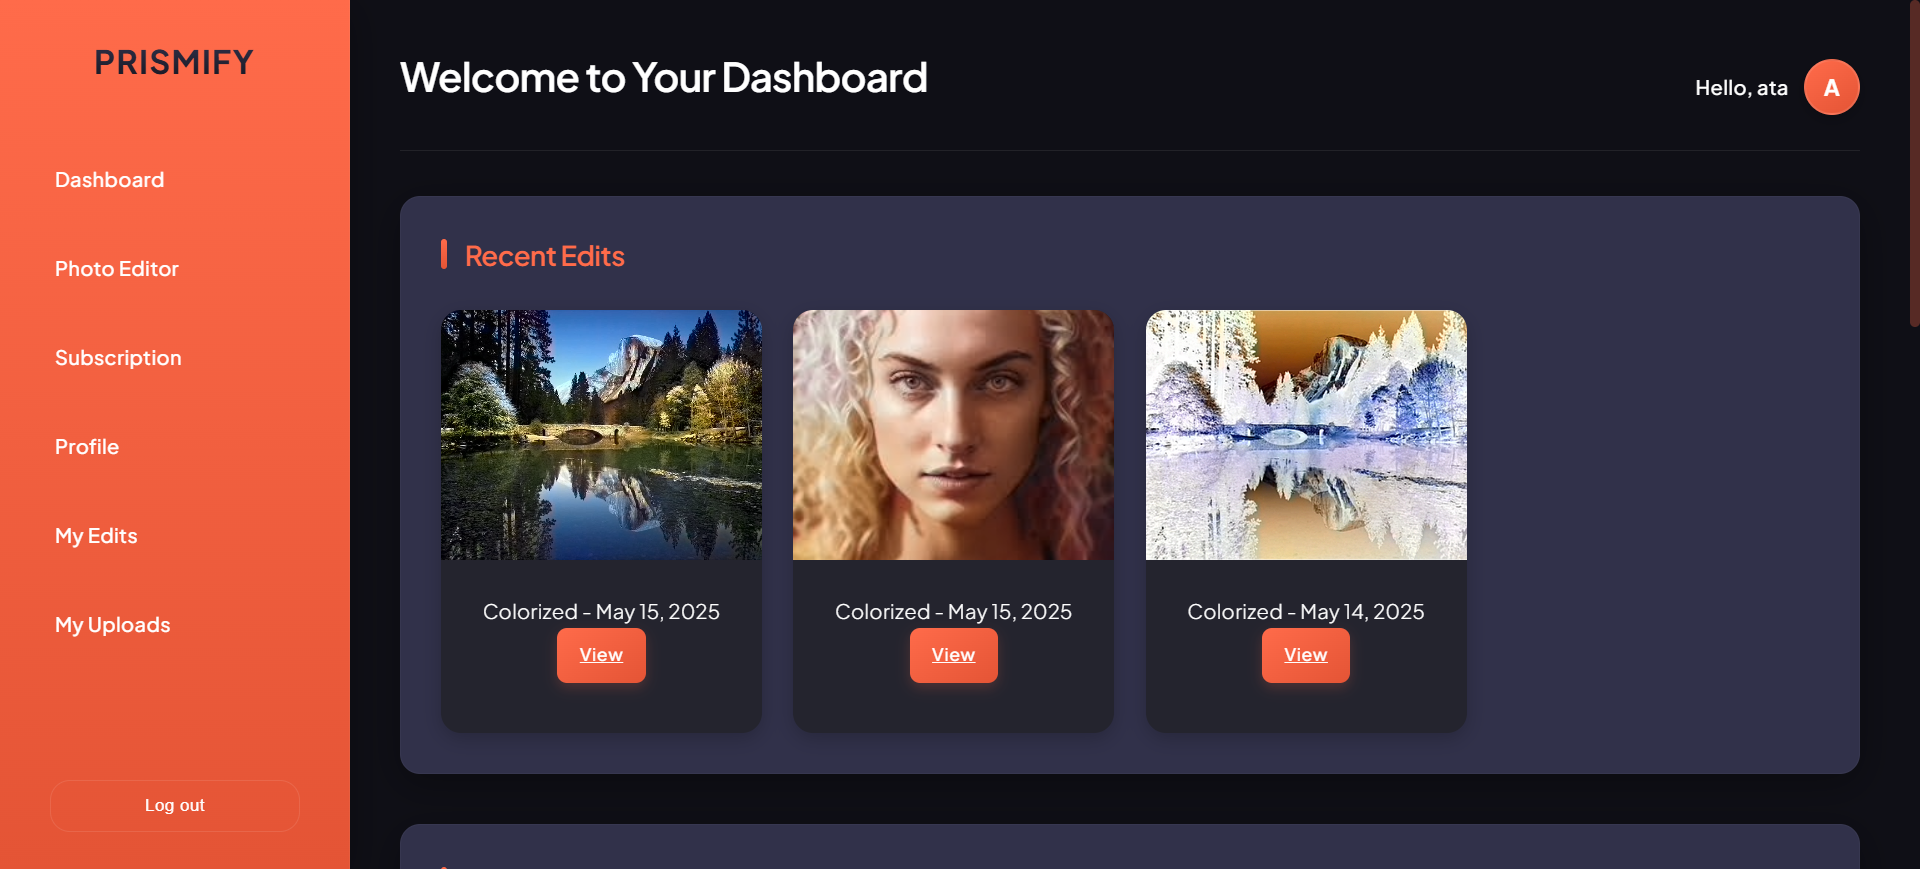 PRISMIFY
Dashboard
Photo Editor
Subscription
Profile
My Edits
My Uploads
Log out
Welcome to Your Dashboard
Hello, ata
A
Recent Edits
Colorized - May 15, 2025
View
Colorized - May 15, 2025
View
Colorized - May 14, 2025
View